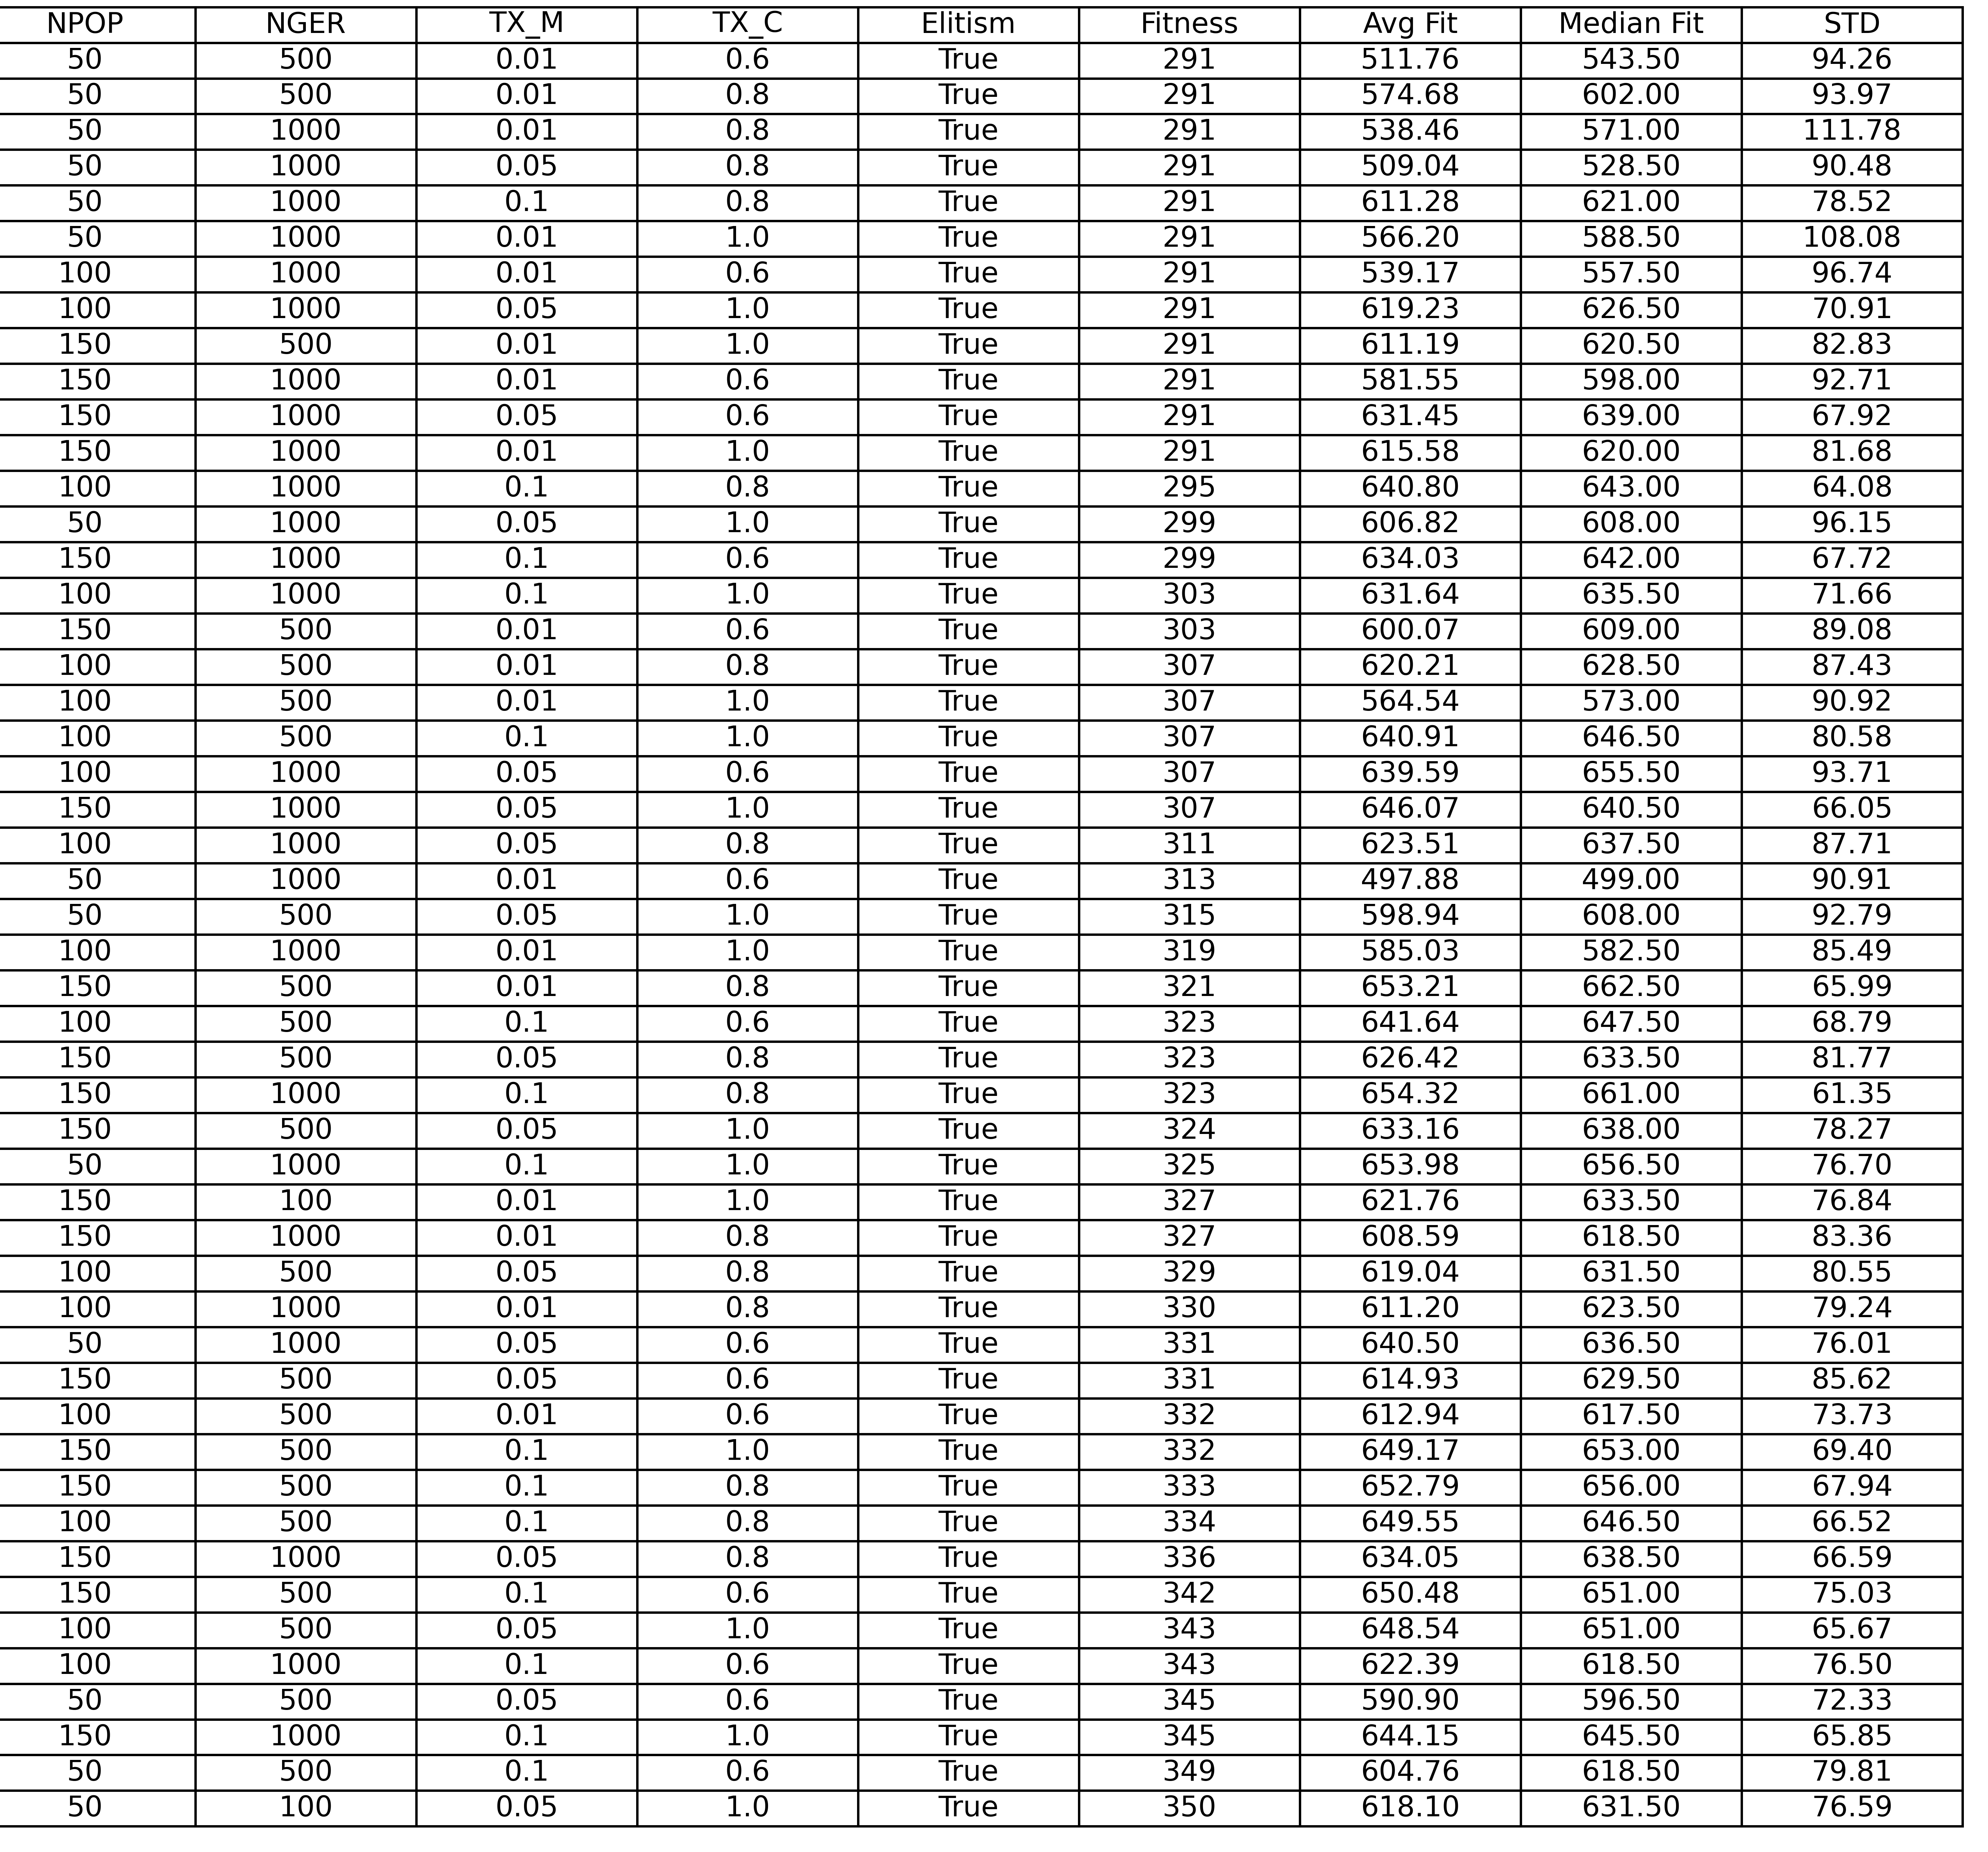 NPOP NGER TX_M TX_C Elitism Fitness Avg Fit Median Fit STD
50 500 0.01 0.6 True 291 511.76 543.50 94.26
50 500 0.01 0.8 True 291 574.68 602.00 93.97
50 1000 0.01 0.8 True 291 538.46 571.00 111.78
50 1000 0.05 0.8 True 291 509.04 528.50 90.48
50 1000 0.1 0.8 True 291 611.28 621.00 78.52
50 1000 0.01 1.0 True 291 566.20 588.50 108.08
100 1000 0.01 0.6 True 291 539.17 557.50 96.74
100 1000 0.05 1.0 True 291 619.23 626.50 70.91
150 500 0.01 1.0 True 291 611.19 620.50 82.83
150 1000 0.01 0.6 True 291 581.55 598.00 92.71
150 1000 0.05 0.6 True 291 631.45 639.00 67.92
150 1000 0.01 1.0 True 291 615.58 620.00 81.68
100 1000 0.1 0.8 True 295 640.80 643.00 64.08
50 1000 0.05 1.0 True 299 606.82 608.00 96.15
150 1000 0.1 0.6 True 299 634.03 642.00 67.72
100 1000 0.1 1.0 True 303 631.64 635.50 71.66
150 500 0.01 0.6 True 303 600.07 609.00 89.08
100 500 0.01 0.8 True 307 620.21 628.50 87.43
100 500 0.01 1.0 True 307 564.54 573.00 90.92
100 500 0.1 1.0 True 307 640.91 646.50 80.58
100 1000 0.05 0.6 True 307 639.59 655.50 93.71
150 1000 0.05 1.0 True 307 646.07 640.50 66.05
100 1000 0.05 0.8 True 311 623.51 637.50 87.71
50 1000 0.01 0.6 True 313 497.88 499.00 90.91
50 500 0.05 1.0 True 315 598.94 608.00 92.79
100 1000 0.01 1.0 True 319 585.03 582.50 85.49
150 500 0.01 0.8 True 321 653.21 662.50 65.99
100 500 0.1 0.6 True 323 641.64 647.50 68.79
150 500 0.05 0.8 True 323 626.42 633.50 81.77
150 1000 0.1 0.8 True 323 654.32 661.00 61.35
150 500 0.05 1.0 True 324 633.16 638.00 78.27
50 1000 0.1 1.0 True 325 653.98 656.50 76.70
150 100 0.01 1.0 True 327 621.76 633.50 76.84
150 1000 0.01 0.8 True 327 608.59 618.50 83.36
100 500 0.05 0.8 True 329 619.04 631.50 80.55
100 1000 0.01 0.8 True 330 611.20 623.50 79.24
50 1000 0.05 0.6 True 331 640.50 636.50 76.01
150 500 0.05 0.6 True 331 614.93 629.50 85.62
100 500 0.01 0.6 True 332 612.94 617.50 73.73
150 500 0.1 1.0 True 332 649.17 653.00 69.40
150 500 0.1 0.8 True 333 652.79 656.00 67.94
100 500 0.1 0.8 True 334 649.55 646.50 66.52
150 1000 0.05 0.8 True 336 634.05 638.50 66.59
150 500 0.1 0.6 True 342 650.48 651.00 75.03
100 500 0.05 1.0 True 343 648.54 651.00 65.67
100 1000 0.1 0.6 True 343 622.39 618.50 76.50
50 500 0.05 0.6 True 345 590.90 596.50 72.33
150 1000 0.1 1.0 True 345 644.15 645.50 65.85
50 500 0.1 0.6 True 349 604.76 618.50 79.81
50 100 0.05 1.0 True 350 618.10 631.50 76.59